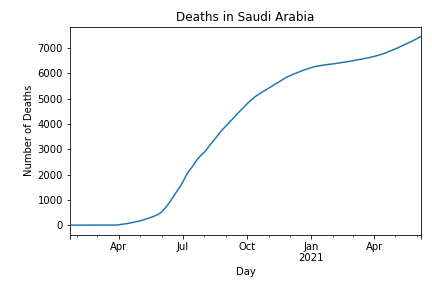 Deaths in Saudi Arabia
Number of Deaths
7000
6000
5000
4000
3000
2000
1000
0
Apr
Jul
Oct
Jan
2021
Apr
Day